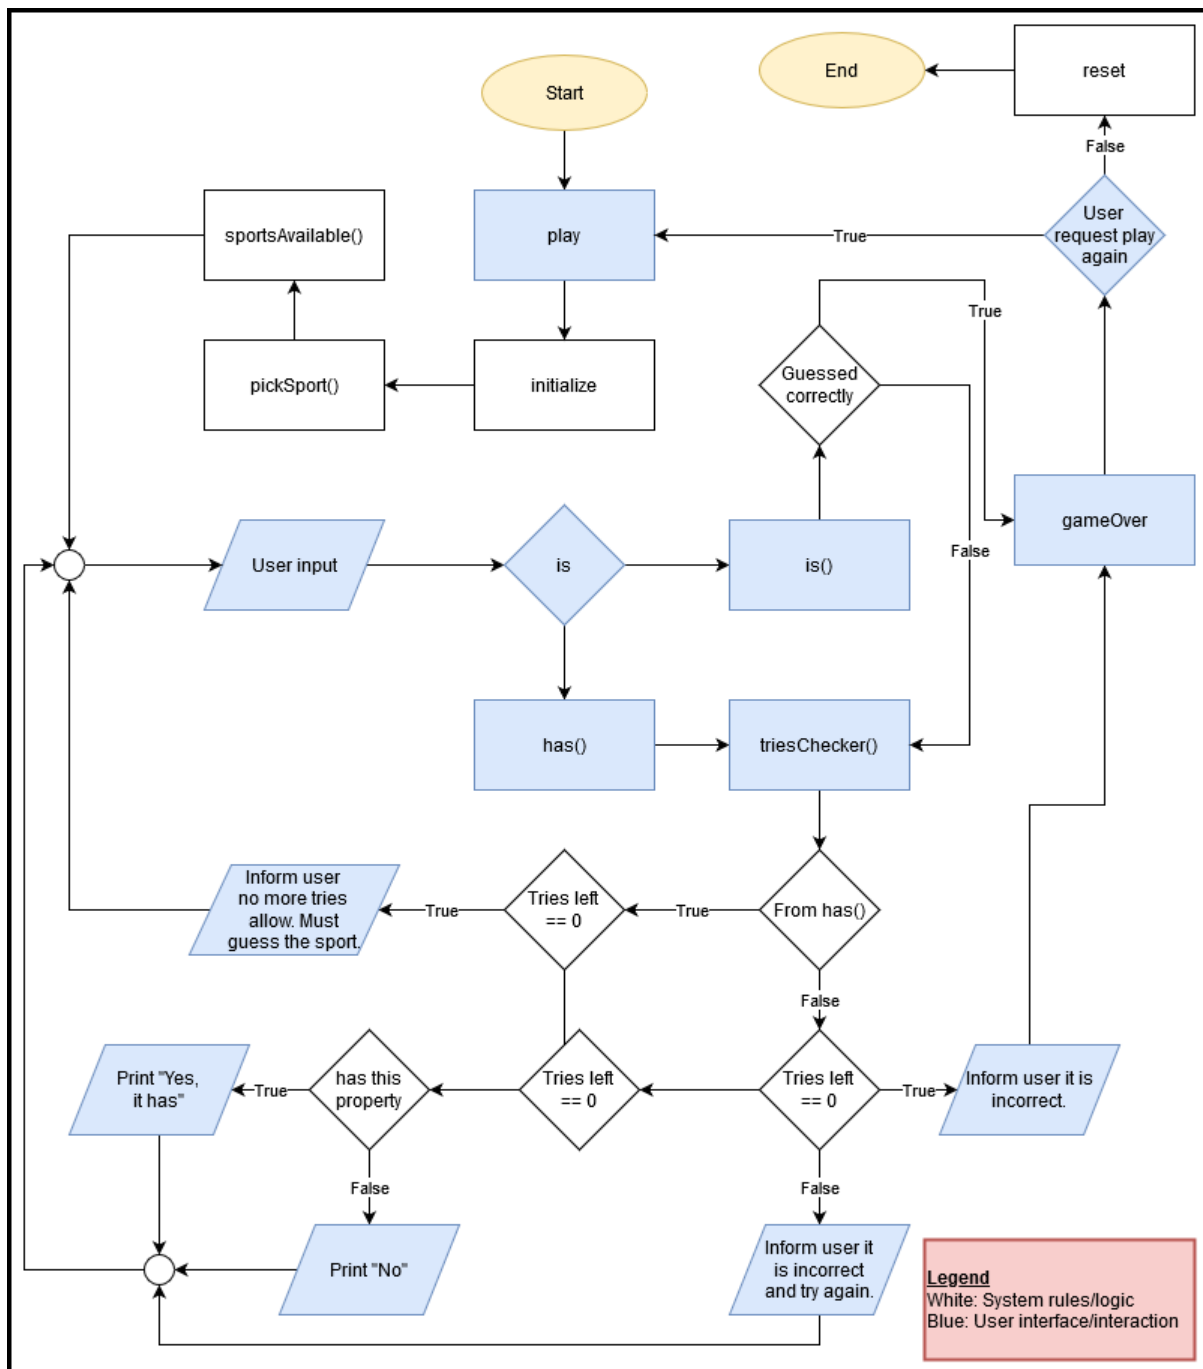 Start
End
reset
False
User
request play
again
True
play
sportsAvailable()
pickSport()
initialize
True
Guessed
correctly
gameOver
False
User input
is
is()
has()
triesChecker()
Inform user
no more tries
allow. Must
guess the sport.
True
Tries left
== 0
True
From has()
False
Print "Yes,
it has"
True
has this
property
Tries left
== 0
Tries left
== 0
True
Inform user it is
incorrect.
False
False
Print "No"
Inform user it
is incorrect
and try again.
Legend
White: System rules/logic
Blue: User interface/interaction